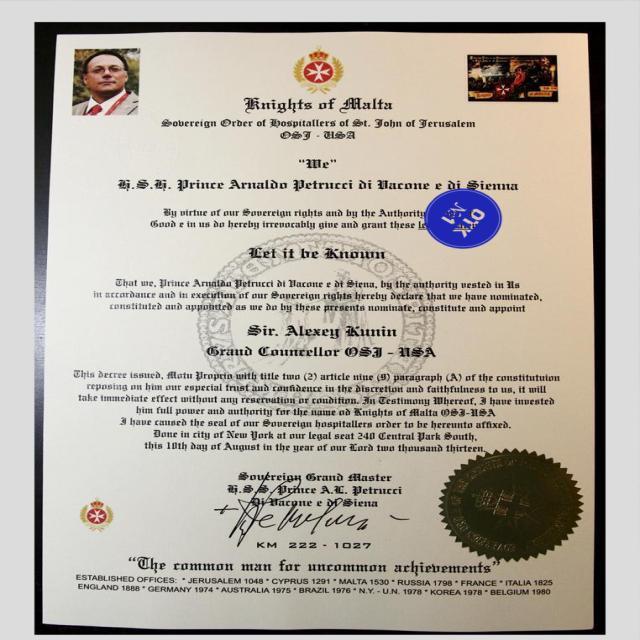 Knights of Malta
Sovereign Order of Hospitallers of St. John of Jerusalem
OSJ - USA
"We"
H.S.H. Prince Arnaldo Petrucci di Vacone e di Sienna
By virtue of our Sovereign rights and by the Authority
Good e in us do hereby irrevocably give and grant these
ОТК
№1
Let it be Known
That we, Prince Arnaldo Petrucci di Vacone e di Siena, by the authority vested in Us
in accordance and in execution of our Sovereign rights hereby declare that we have nominated,
constituted and appointed as we do by these presents nominate, constitute and appoint
Sir. Alexey Kunin
Grand Councellor OSJ - USA
This decree issued, Motu Proprio with title two (2) article nine (9) paragraph (A) of the constitutuion
reposing on him our especial trust and confidence in the discretion and faithfulness to us, it will
take immediate effect without any reservation or condition. In Testimony Whereof, I have invested
him full power and authority for the name od Knights of Malta OSJ-USA
I have caused the seal of our Sovereign hospitallers order to be hereunto affixed.
Done in city of New York at our legal seat 240 Central Park South,
this 10th day of August in the year of our Lord two thousand thirteen.
Sovereign Grand Master
H.S.S. Prince A.L. Petrucci
Di Vacone e di Siena
KM 222 - 1027
"The common man for uncommon achievements"
ESTABLISHED OFFICES: * JERUSALEM 1048 * CYPRUS 1291 * MALTA 1530 * RUSSIA 1798 * FRANCE * ITALIA 1825
ENGLAND 1888 * GERMANY 1974 * AUSTRALIA 1975 * BRAZIL 1976 * N.Y. - U.N. 1978 * KOREA 1978 * BELGIUM 1980